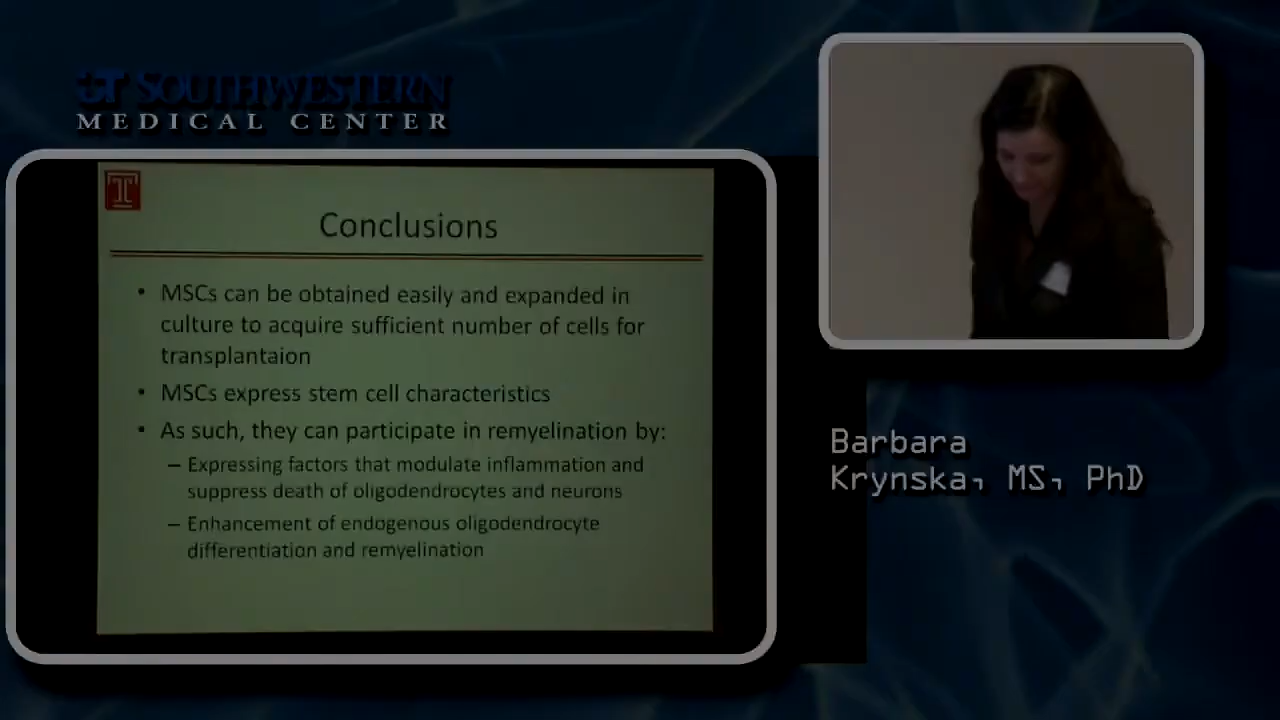 UT SOUTHWESTERN
MEDICAL CENTER
T
Conclusions
• MSCs can be obtained easily and expanded in
culture to acquire sufficient number of cells for
transplantaion
• MSCs express stem cell characteristics
• As such, they can participate in remyelination by:
– Expressing factors that modulate inflammation and
suppress death of oligodendrocytes and neurons
– Enhancement of endogenous oligodendrocyte
differentiation and remyelination
Barbara
Krynska, MS, PhD